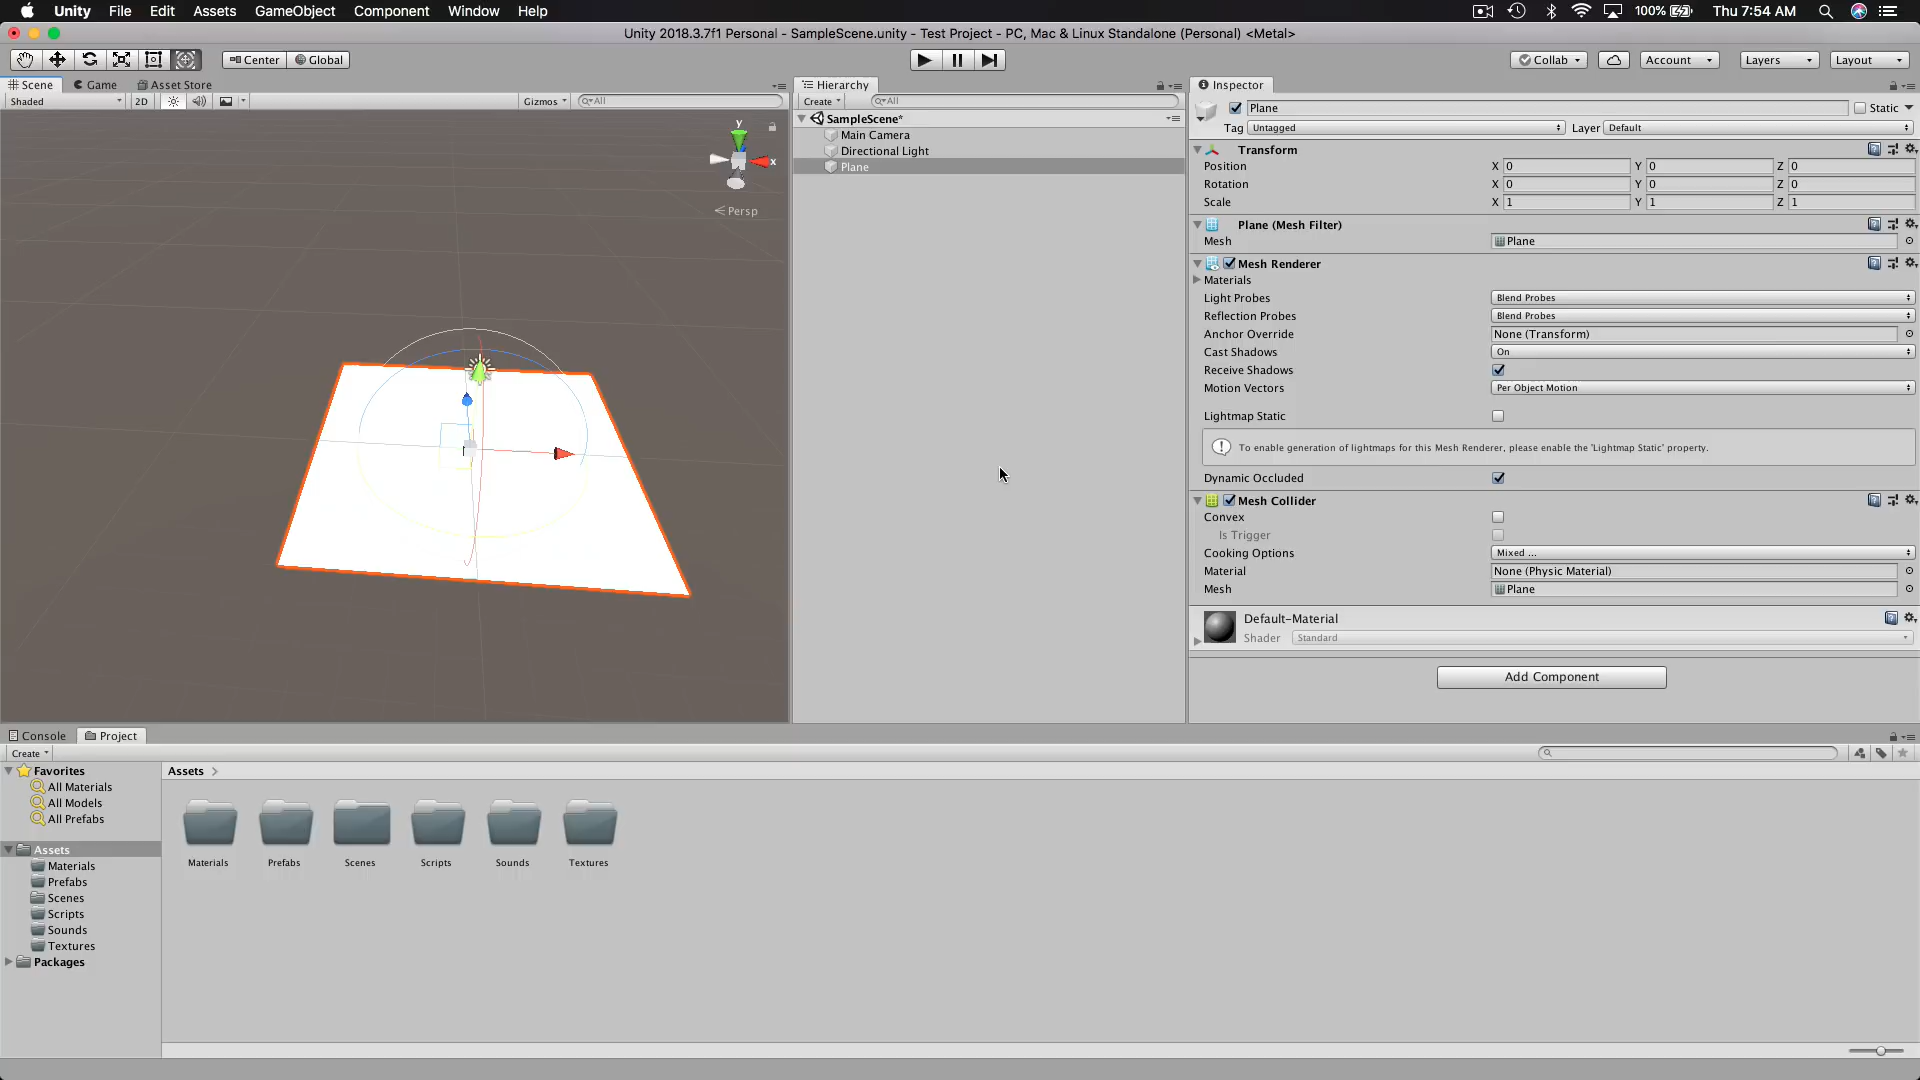 Unity File Edit Assets GameObject Component Window Help 100% Thu 7:54 AM
Unity 2018.3.7f1 Personal - SampleScene.unity - Test Project - PC, Mac & Linux Standalone (Personal) <Metal>
Center Global Collab Account Layers Layout
Scene Game Asset Store
Shaded 2D Gizmos All
y
x
Persp
Hierarchy
Create All
SampleScene*
Main Camera
Directional Light
Plane
Inspector
Plane Static
Tag Untagged Layer Default
Transform
Position X 0 Y 0 Z 0
Rotation X 0 Y 0 Z 0
Scale X 1 Y 1 Z 1
Plane (Mesh Filter)
Mesh Plane
Mesh Renderer
Materials
Light Probes Blend Probes
Reflection Probes Blend Probes
Anchor Override None (Transform)
Cast Shadows On
Receive Shadows
Motion Vectors Per Object Motion
Lightmap Static
To enable generation of lightmaps for this Mesh Renderer, please enable the 'Lightmap Static' property.
Dynamic Occluded
Mesh Collider
Convex
Is Trigger
Cooking Options Mixed ...
Material None (Physic Material)
Mesh Plane
Default-Material
Shader Standard
Add Component
Console Project
Create
Favorites
All Materials
All Models
All Prefabs
Assets
Materials
Prefabs
Scenes
Scripts
Sounds
Textures
Packages
Assets
Materials Prefabs Scenes Scripts Sounds Textures